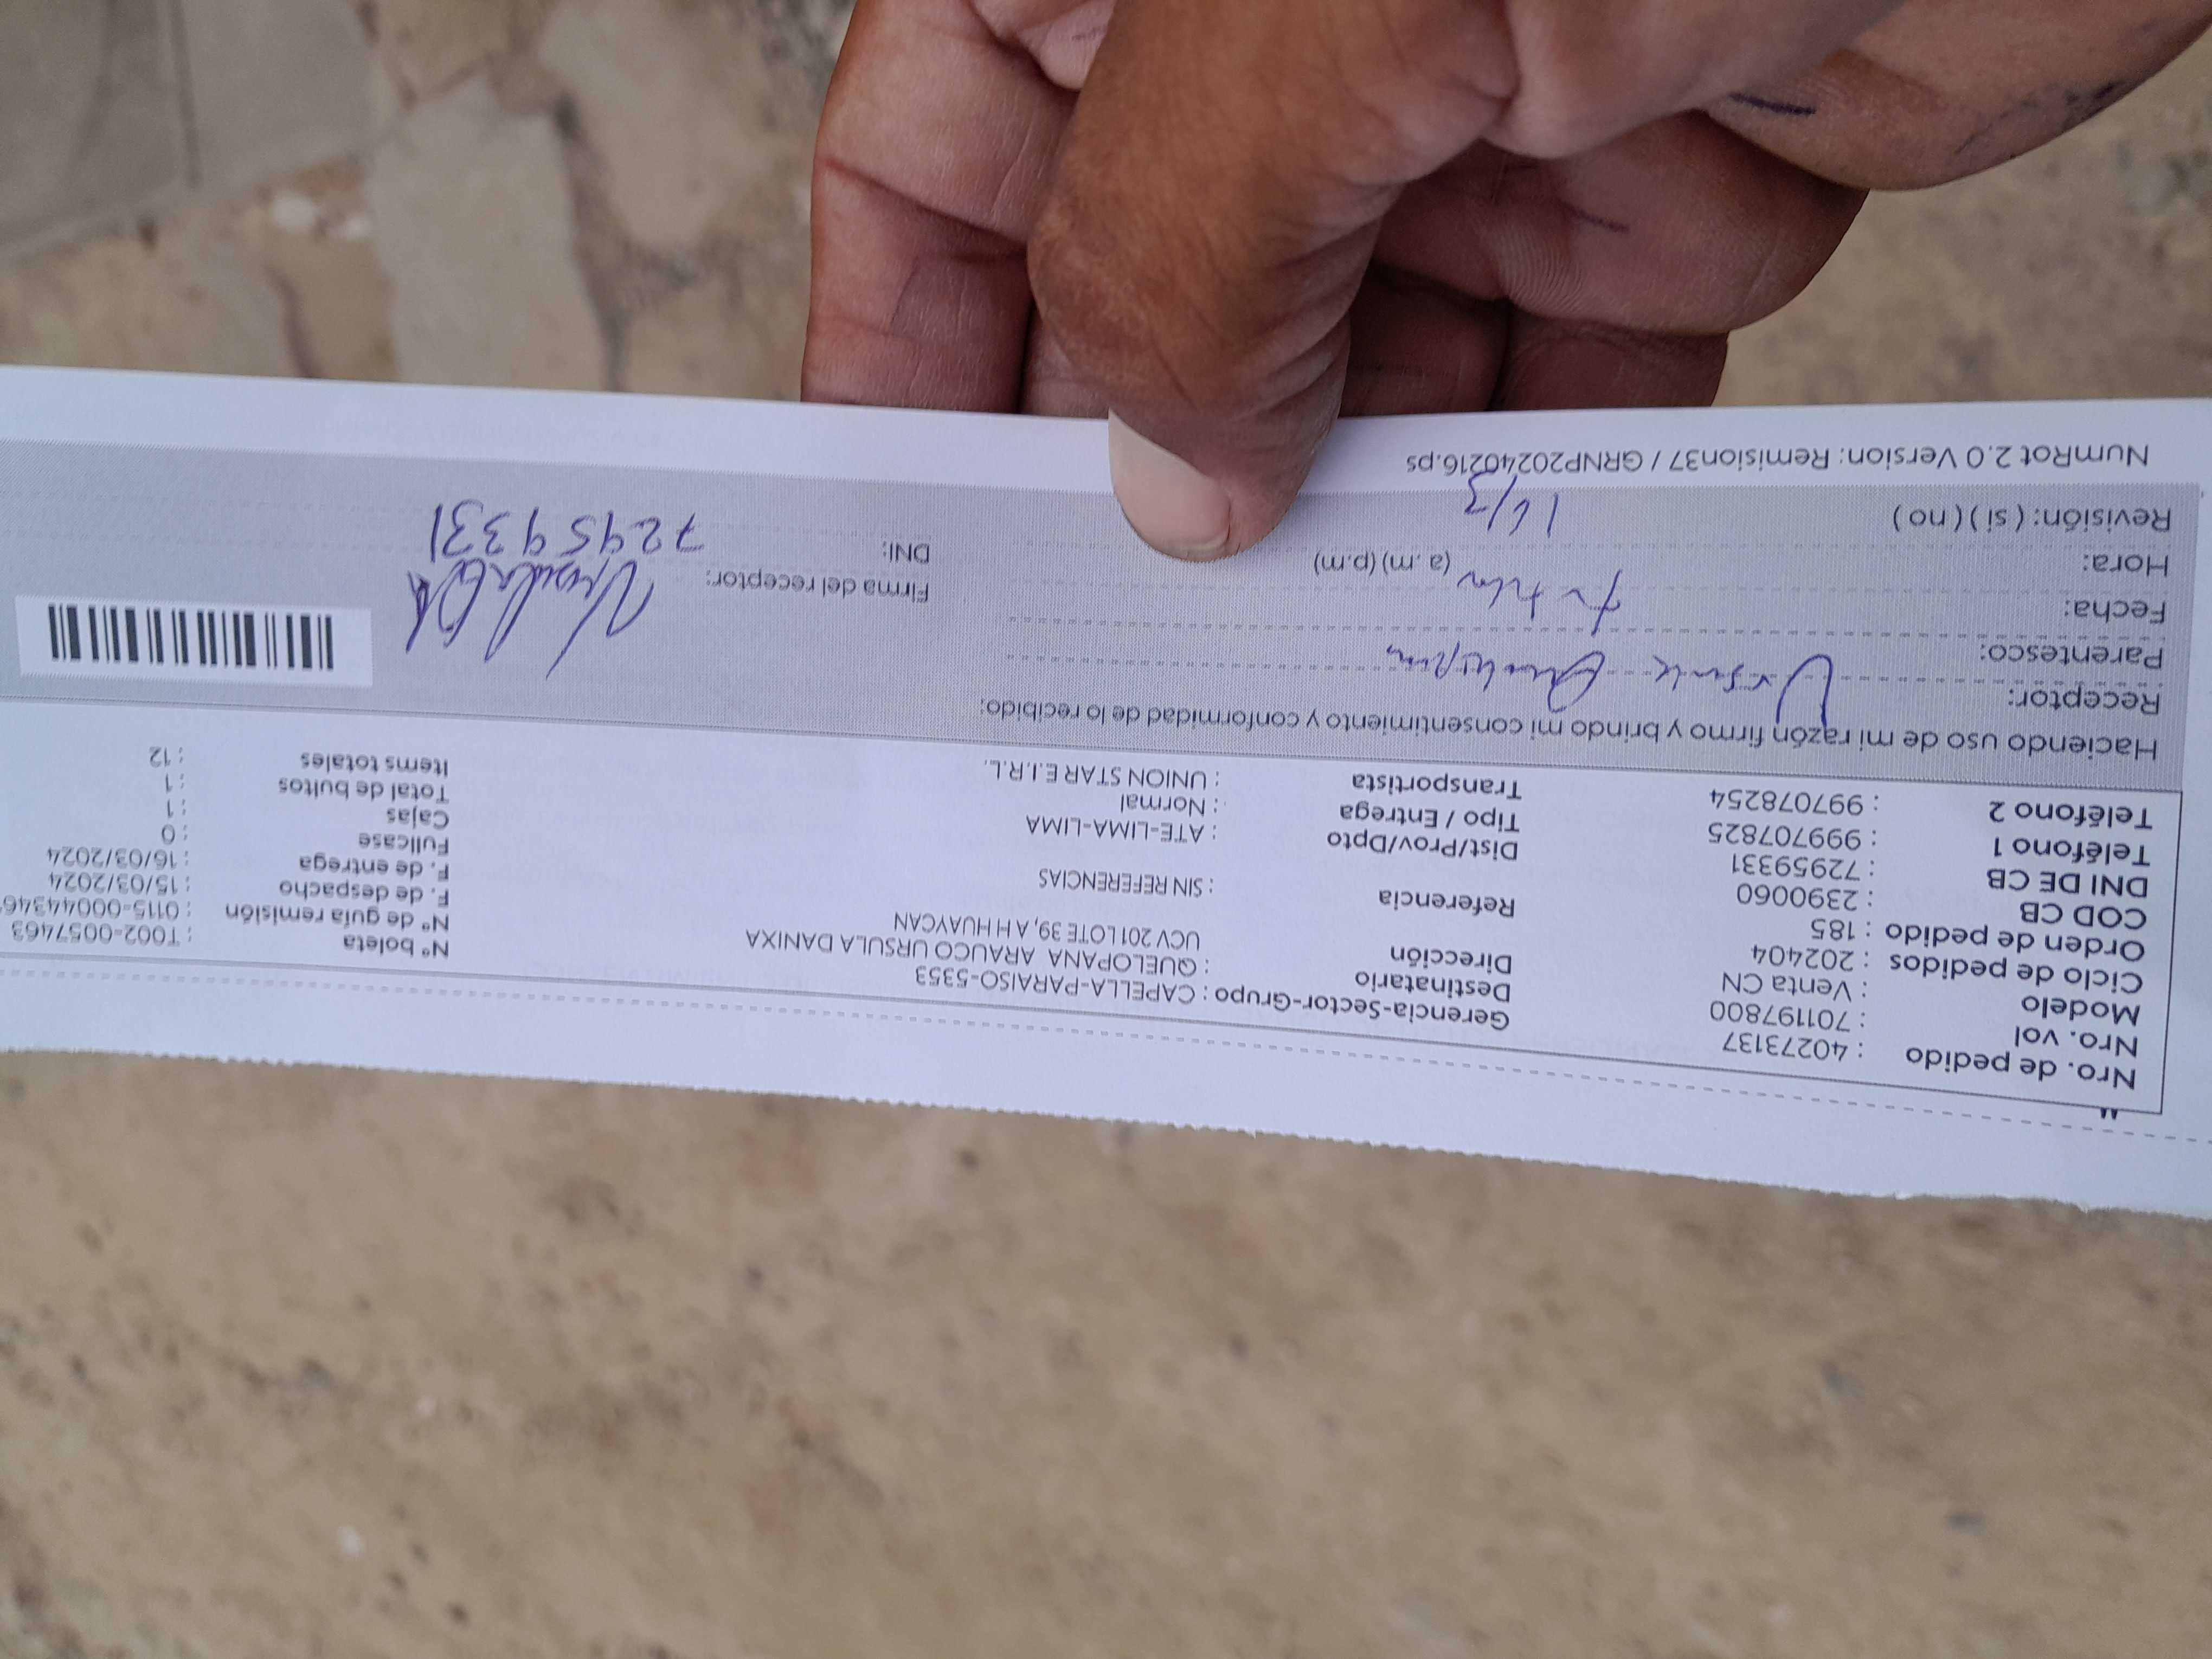 Nro. de pedido : 40273137
Nro. vol : 701197800
Modelo : Venta CN
Ciclo de pedidos : 202404
Orden de pedido : 185
COD CB : 2390060
DNI DE CB : 72959331
Teléfono 1 : 999707825
Teléfono 2 : 997078254
Gerencia-Sector-Grupo : CAPELLA-PARAISO-5353
Destinatario : QUELOPANA ARAUCO URSULA DANIXA
Dirección UCV 201 LOTE 39, A H HUAYCAN
Referencia : SIN REFERENCIAS
Dist/Prov/Dpto : ATE-LIMA-LIMA
Tipo / Entrega : Normal
Transportista : UNION STAR E.I.R.L.
Nº boleta : T002-0057463
Nº de guía remisión : 0115-00044346
F. de despacho : 15/03/2024
F. de entrega : 16/03/2024
Fullcase : 0
Cajas : 1
Total de bultos : 1
Items totales : 12
Haciendo uso de mi razón firmo y brindo mi consentimiento y conformidad de lo recibido:
Receptor:
Parentesco:
Fecha:
Hora: (a.m) (p.m)
Revisión: ( si ) ( no ) 16/3
Firma del receptor:
DNI: 72959331
NumRot 2.0 Version: Remision37 / GRNP20240216.ps